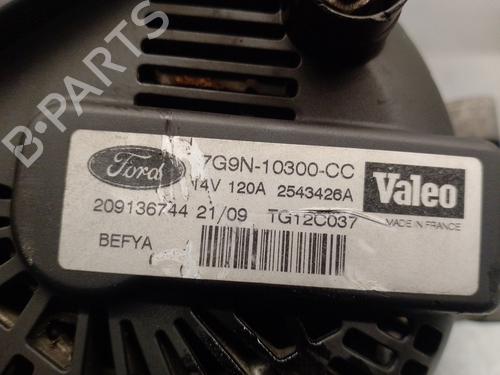 B-PARTS
Ford
7G9N-10300-CC
14V 120A 2543426A
Valeo
209136744 21/09 TG12C037
MADE IN FRANCE
BEFYA